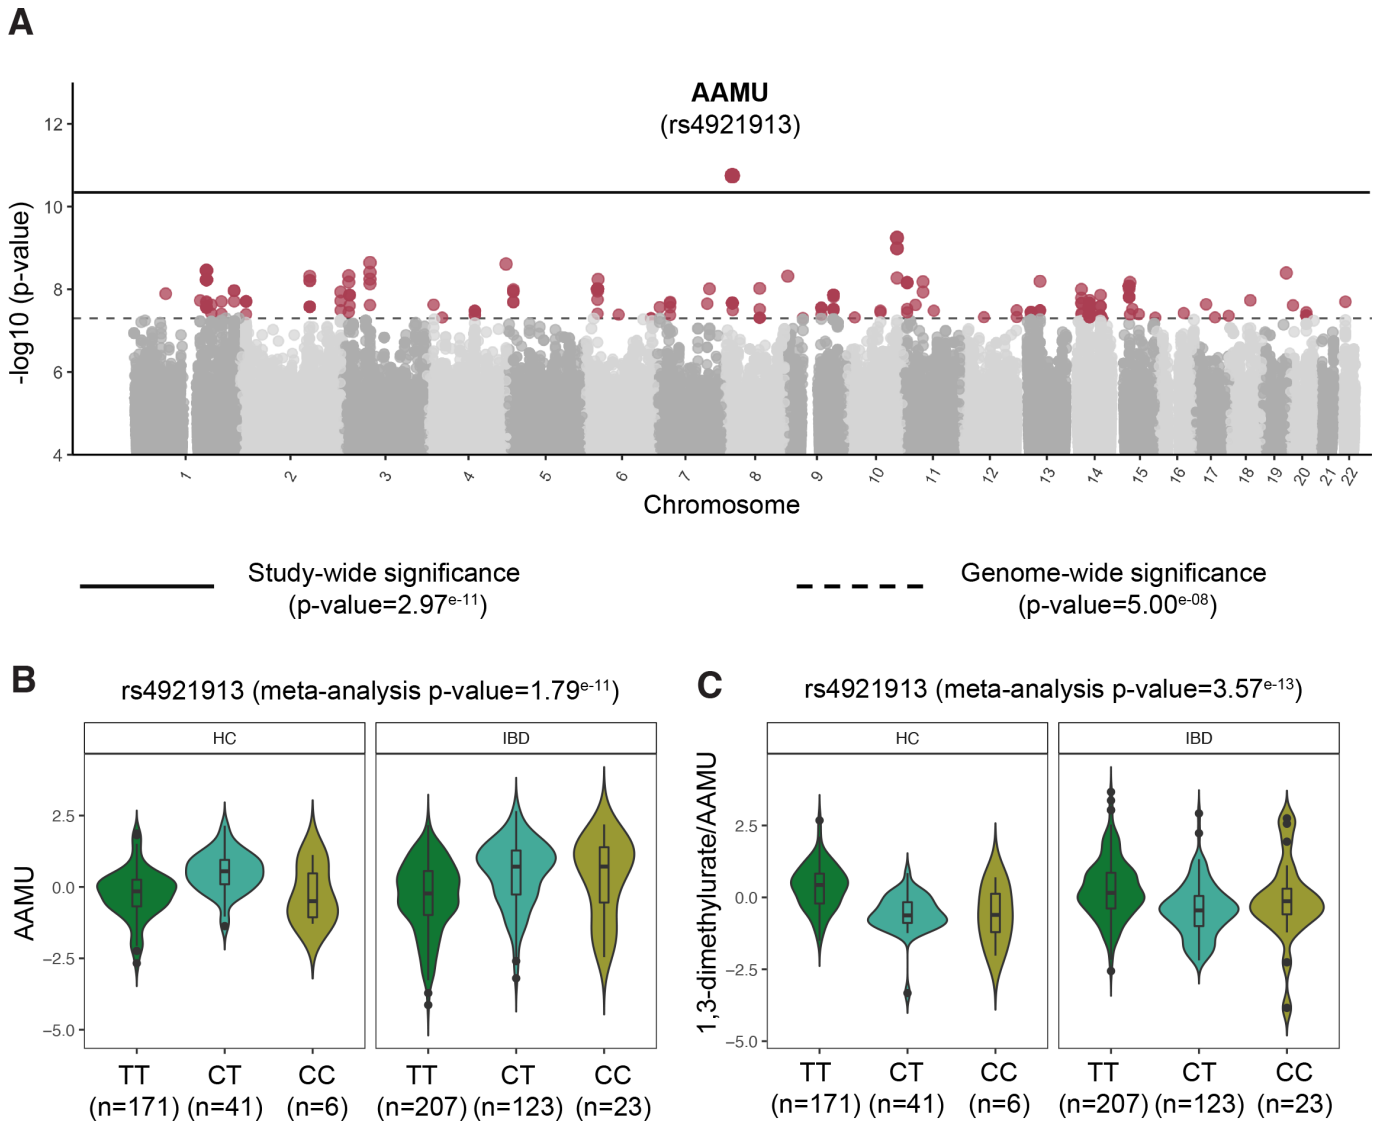 A
AAMU
(rs4921913)
12
10
8
6
4
-log10 (p-value)
1 2 3 4 5 6 7 8 9 10 11 12 13 14 15 16 17 18 19 20 21 22
Chromosome
Study-wide significance
(p-value=2.97e-11)
Genome-wide significance
(p-value=5.00e-08)
B
rs4921913 (meta-analysis p-value=1.79e-11)
HC
IBD
AAMU
2.5
0.0
−2.5
−5.0
TT CT CC TT CT CC
(n=171) (n=41) (n=6) (n=207) (n=123) (n=23)
C
rs4921913 (meta-analysis p-value=3.57e-13)
HC
IBD
1,3-dimethylurate/AAMU
2.5
0.0
−2.5
−5.0
TT CT CC TT CT CC
(n=171) (n=41) (n=6) (n=207) (n=123) (n=23)